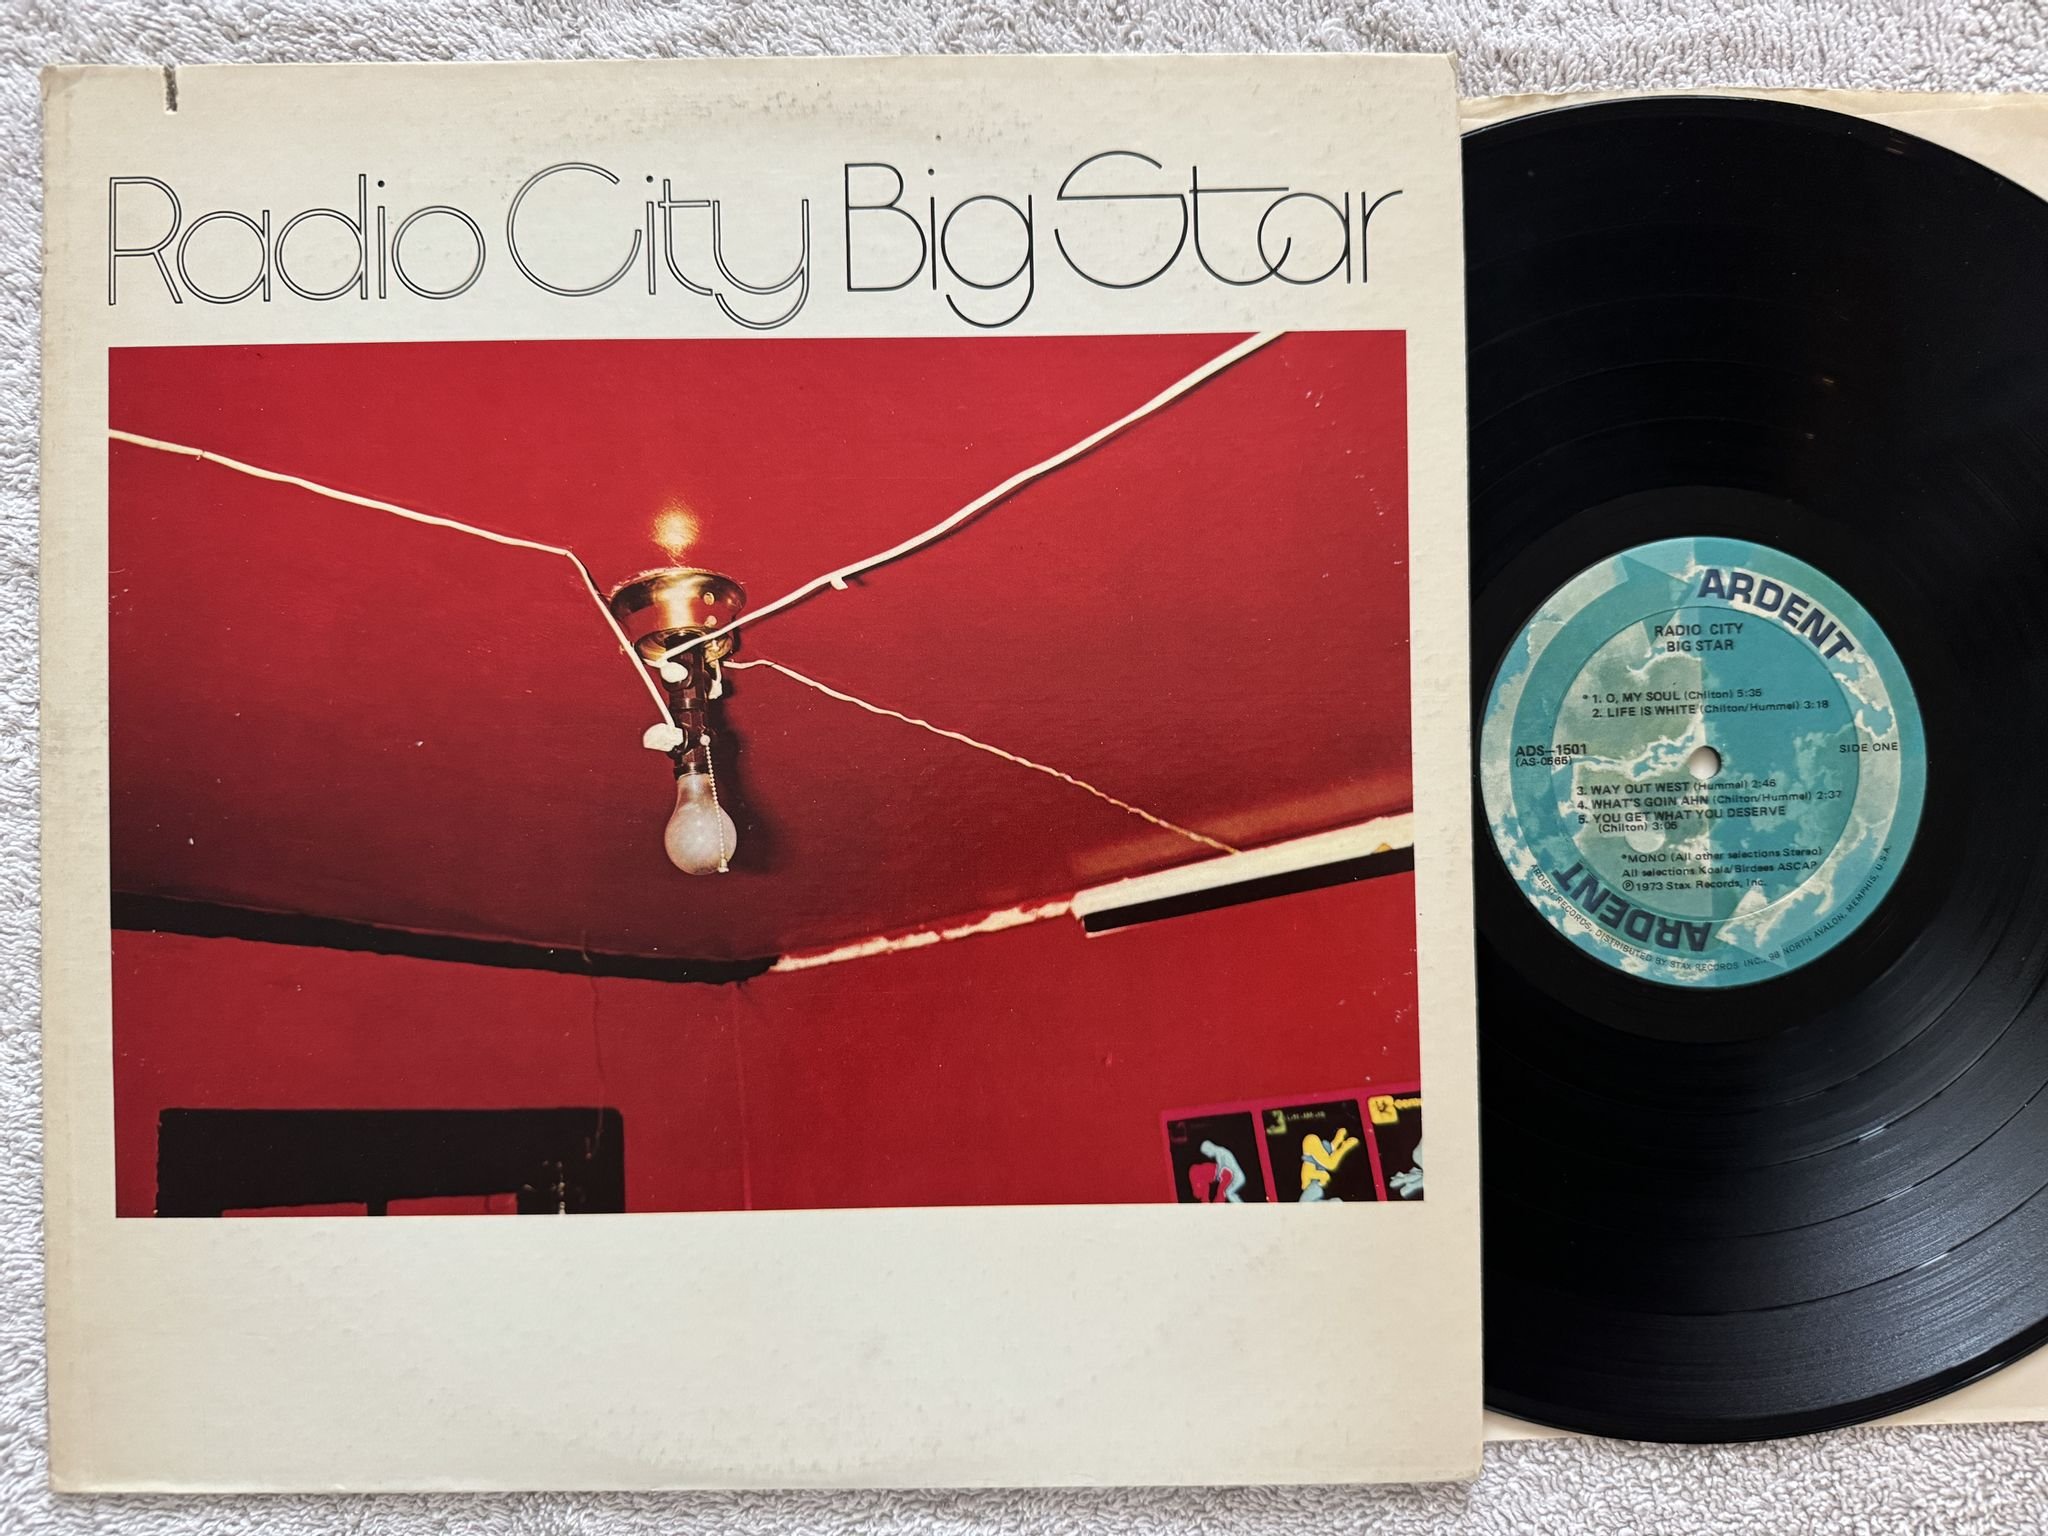 Radio City Big Star
ARDENT
RADIO CITY
BIG STAR
* 1. O, MY SOUL (Chilton) 5:35
2. LIFE IS WHITE (Chilton/Hummel) 3:18
ADS-1501
(AS-0566)
SIDE ONE
3. WAY OUT WEST (Hummel) 2:46
4. WHAT'S GOIN AHN (Chilton/Hummel) 2:37
5. YOU GET WHAT YOU DESERVE
(Chilton) 3:05
*MONO (All other selections Stereo)
All selections Koala/Birdees ASCAP
Ⓟ1973 Stax Records, Inc.
ARDENT
ARDENT RECORDS, DISTRIBUTED BY STAX RECORDS INC., 98 NORTH AVALON, MEMPHIS, U.S.A.